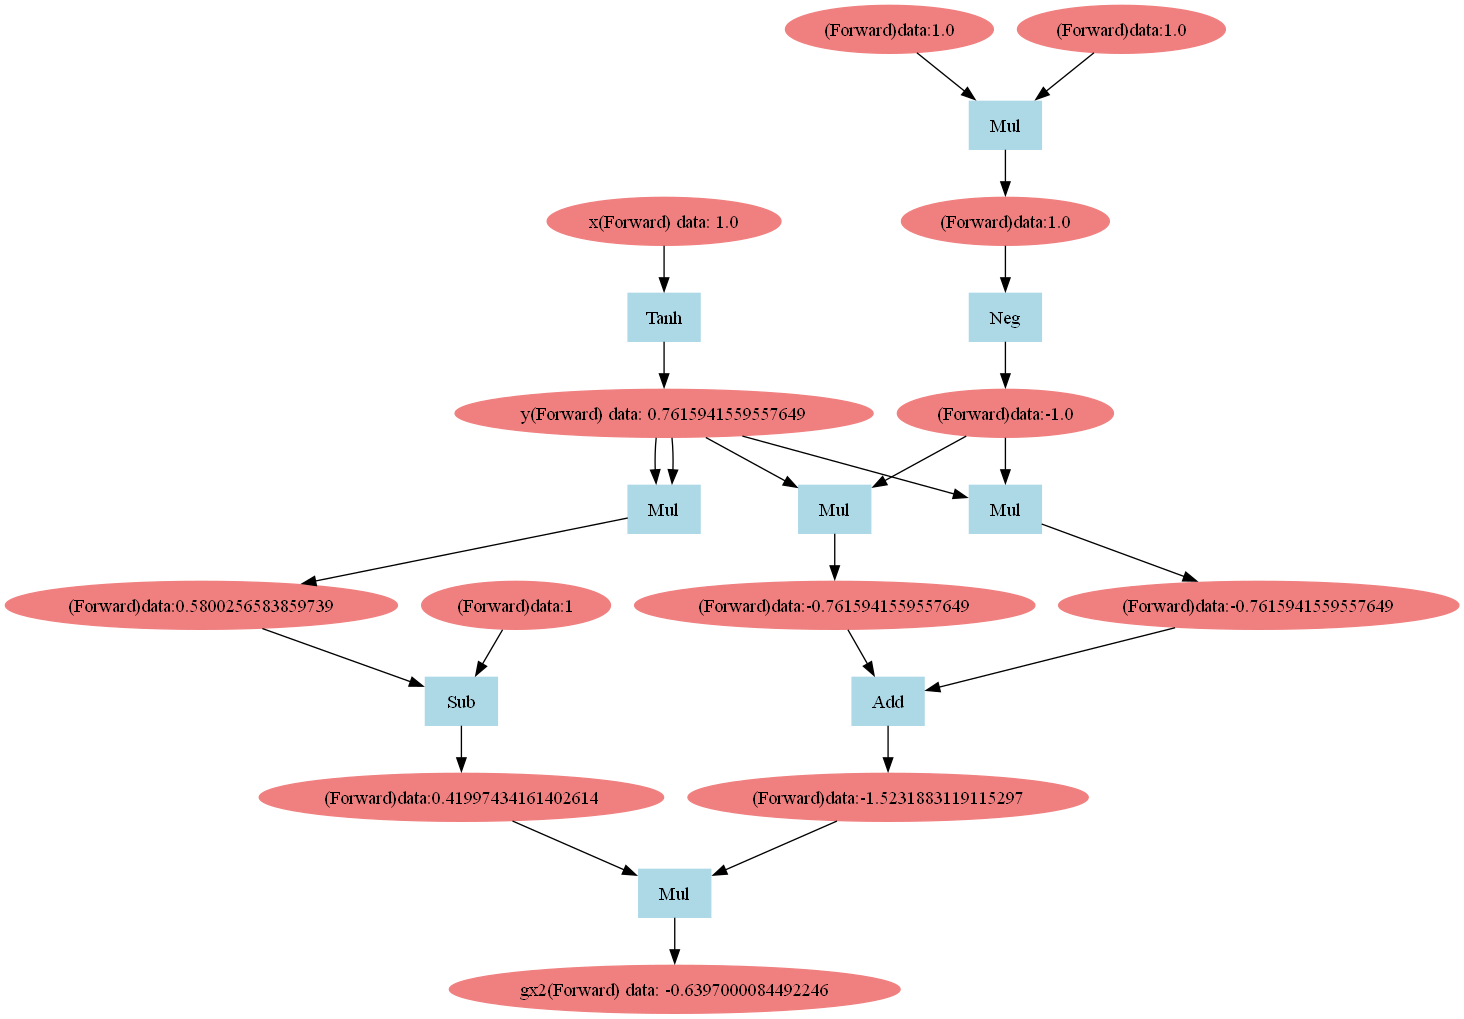 (Forward)data:1.0
(Forward)data:1.0
Mul
x(Forward) data: 1.0
(Forward)data:1.0
Tanh
Neg
y(Forward) data: 0.7615941559557649
(Forward)data:-1.0
Mul
Mul
Mul
(Forward)data:0.5800256583859739
(Forward)data:1
(Forward)data:-0.7615941559557649
(Forward)data:-0.7615941559557649
Sub
Add
(Forward)data:0.41997434161402614
(Forward)data:-1.5231883119115297
Mul
gx2(Forward) data: -0.6397000084492246